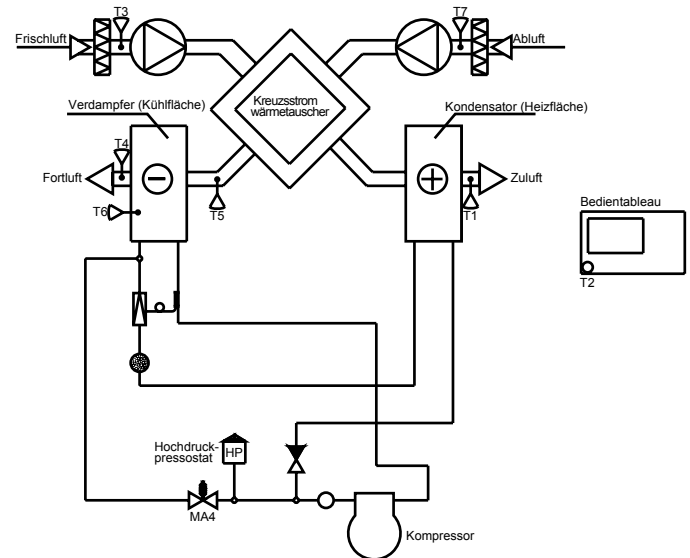 T3
T7
Frischluft
Abluft
Kreuzsstrom
wärmetauscher
Verdampfer (Kühlfläche)
Kondensator (Heizfläche)
T4
Fortluft
Zuluft
T6
T5
T1
Bedientableau
T2
Hochdruck-
pressostat
HP
MA4
Kompressor